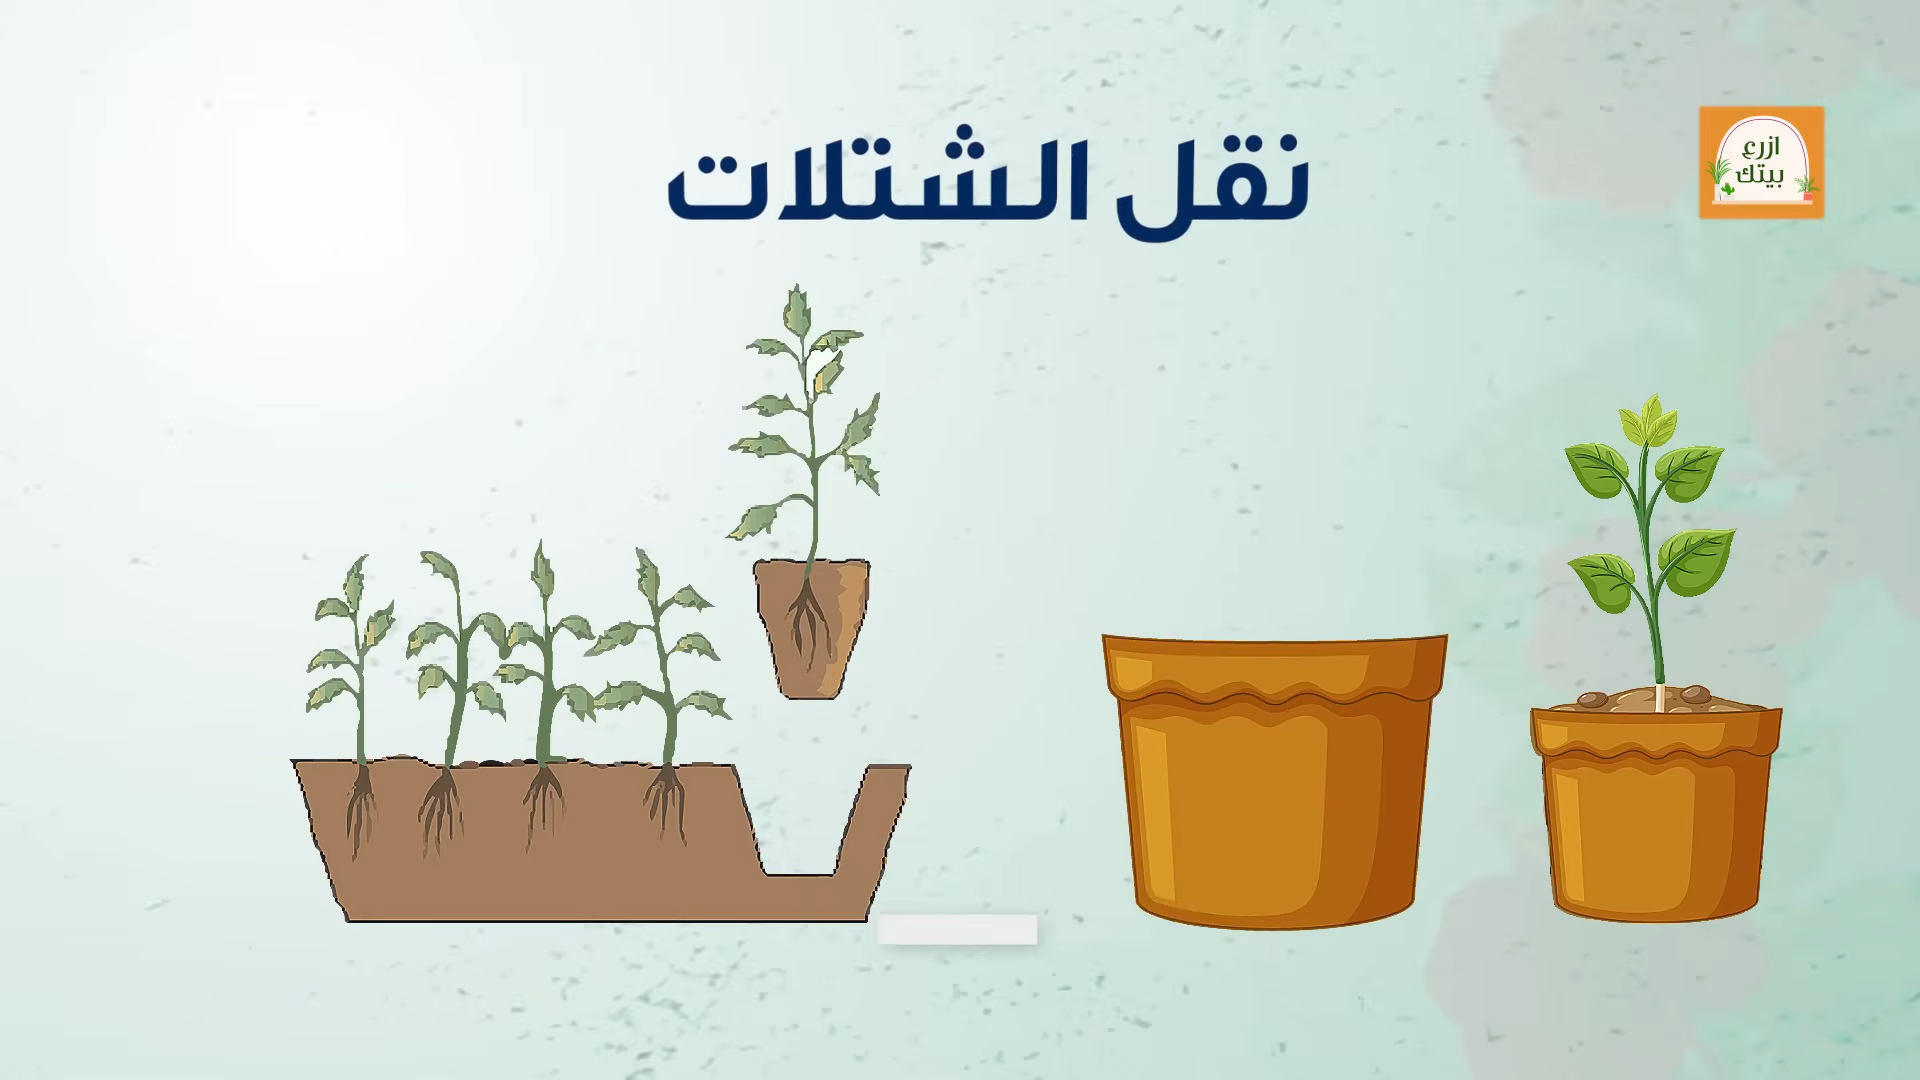 نقل الشتلات
ازرع
بيتك